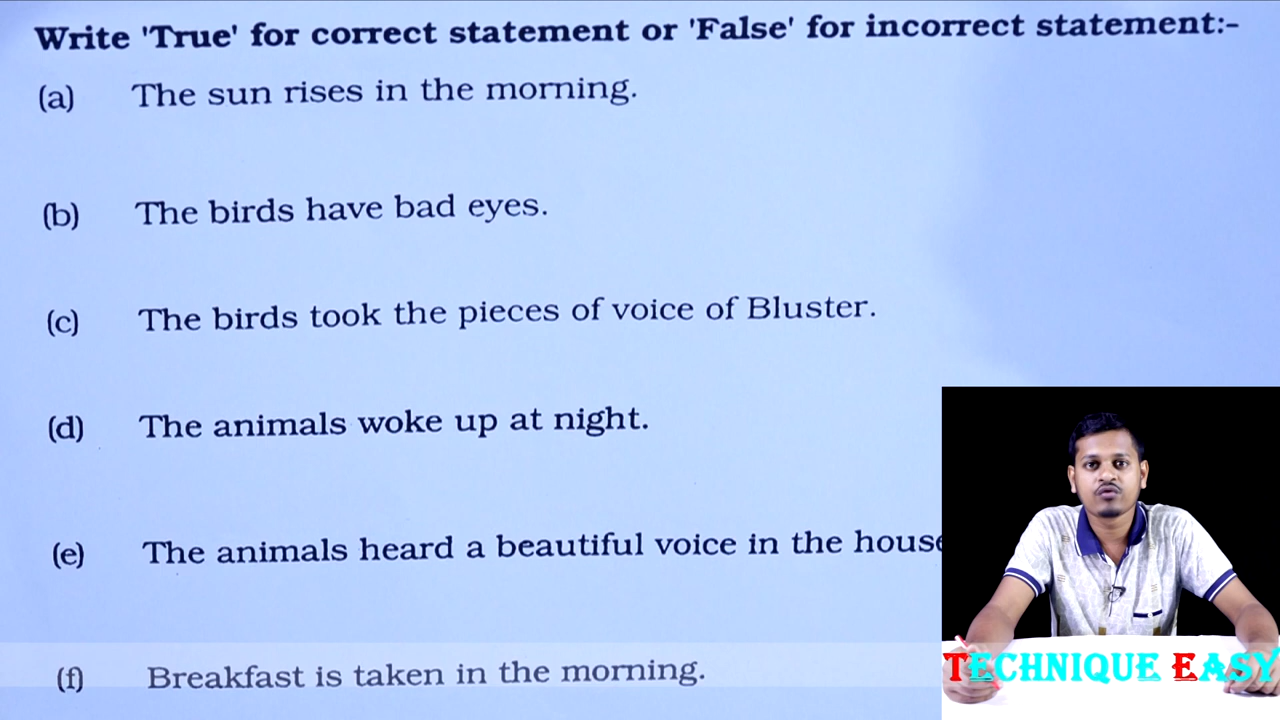 Write 'True' for correct statement or 'False' for incorrect statement:-
(a) The sun rises in the morning.
(b) The birds have bad eyes.
(c) The birds took the pieces of voice of Bluster.
(d) The animals woke up at night.
(e) The animals heard a beautiful voice in the house
(f) Breakfast is taken in the morning.
TECHNIQUE EASY